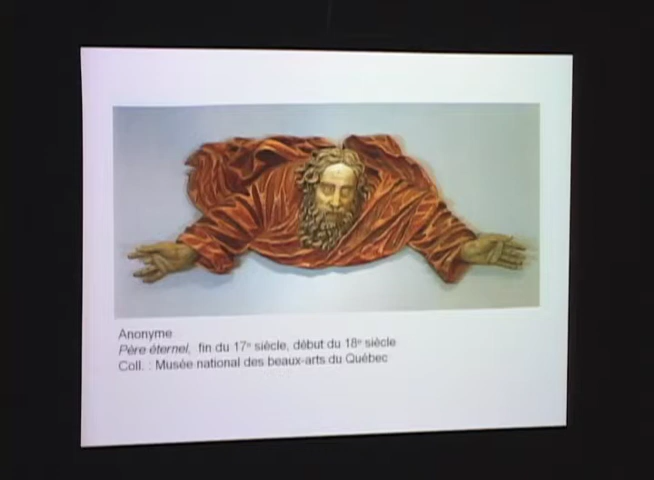 Anonyme
Père éternel, fin du 17e siècle, début du 18e siècle
Coll. : Musée national des beaux-arts du Québec